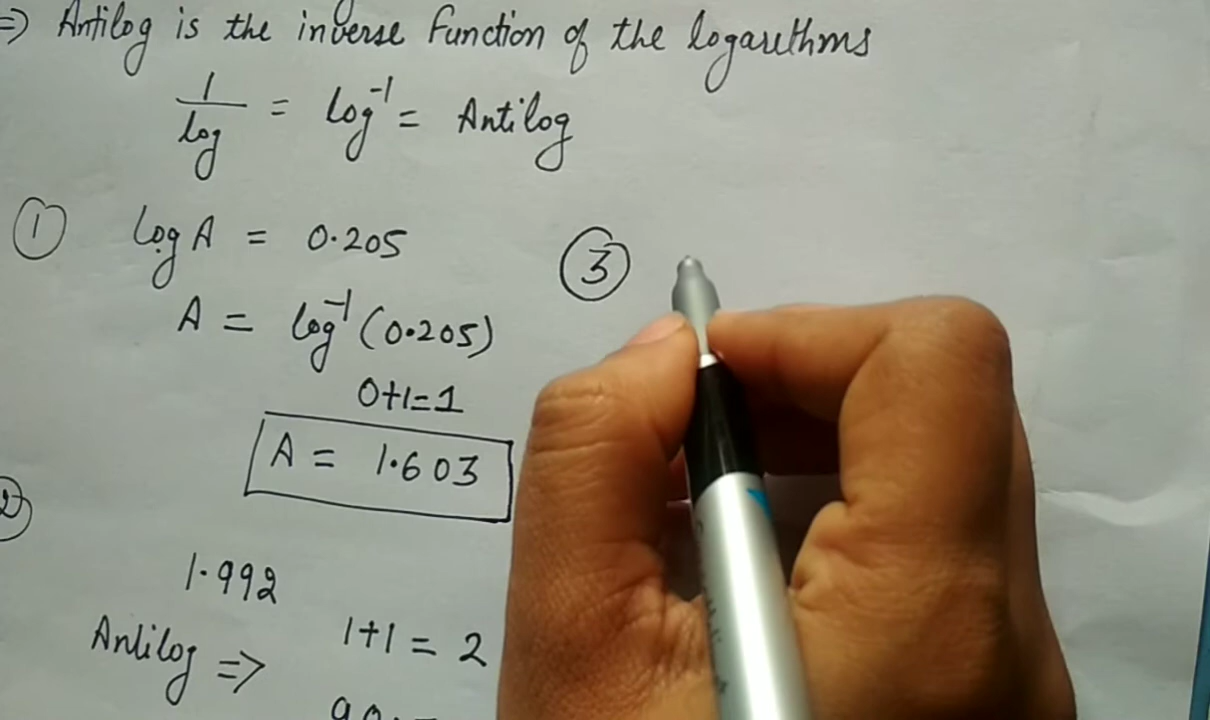 ⇒ Antilog is the inverse function of the logarithms
1/log = log⁻¹ = Antilog
① log A = 0.205
A = log⁻¹ (0.205)
0+1=1
A = 1.603
②
1.992
Antilog ⇒ 1+1 = 2
③